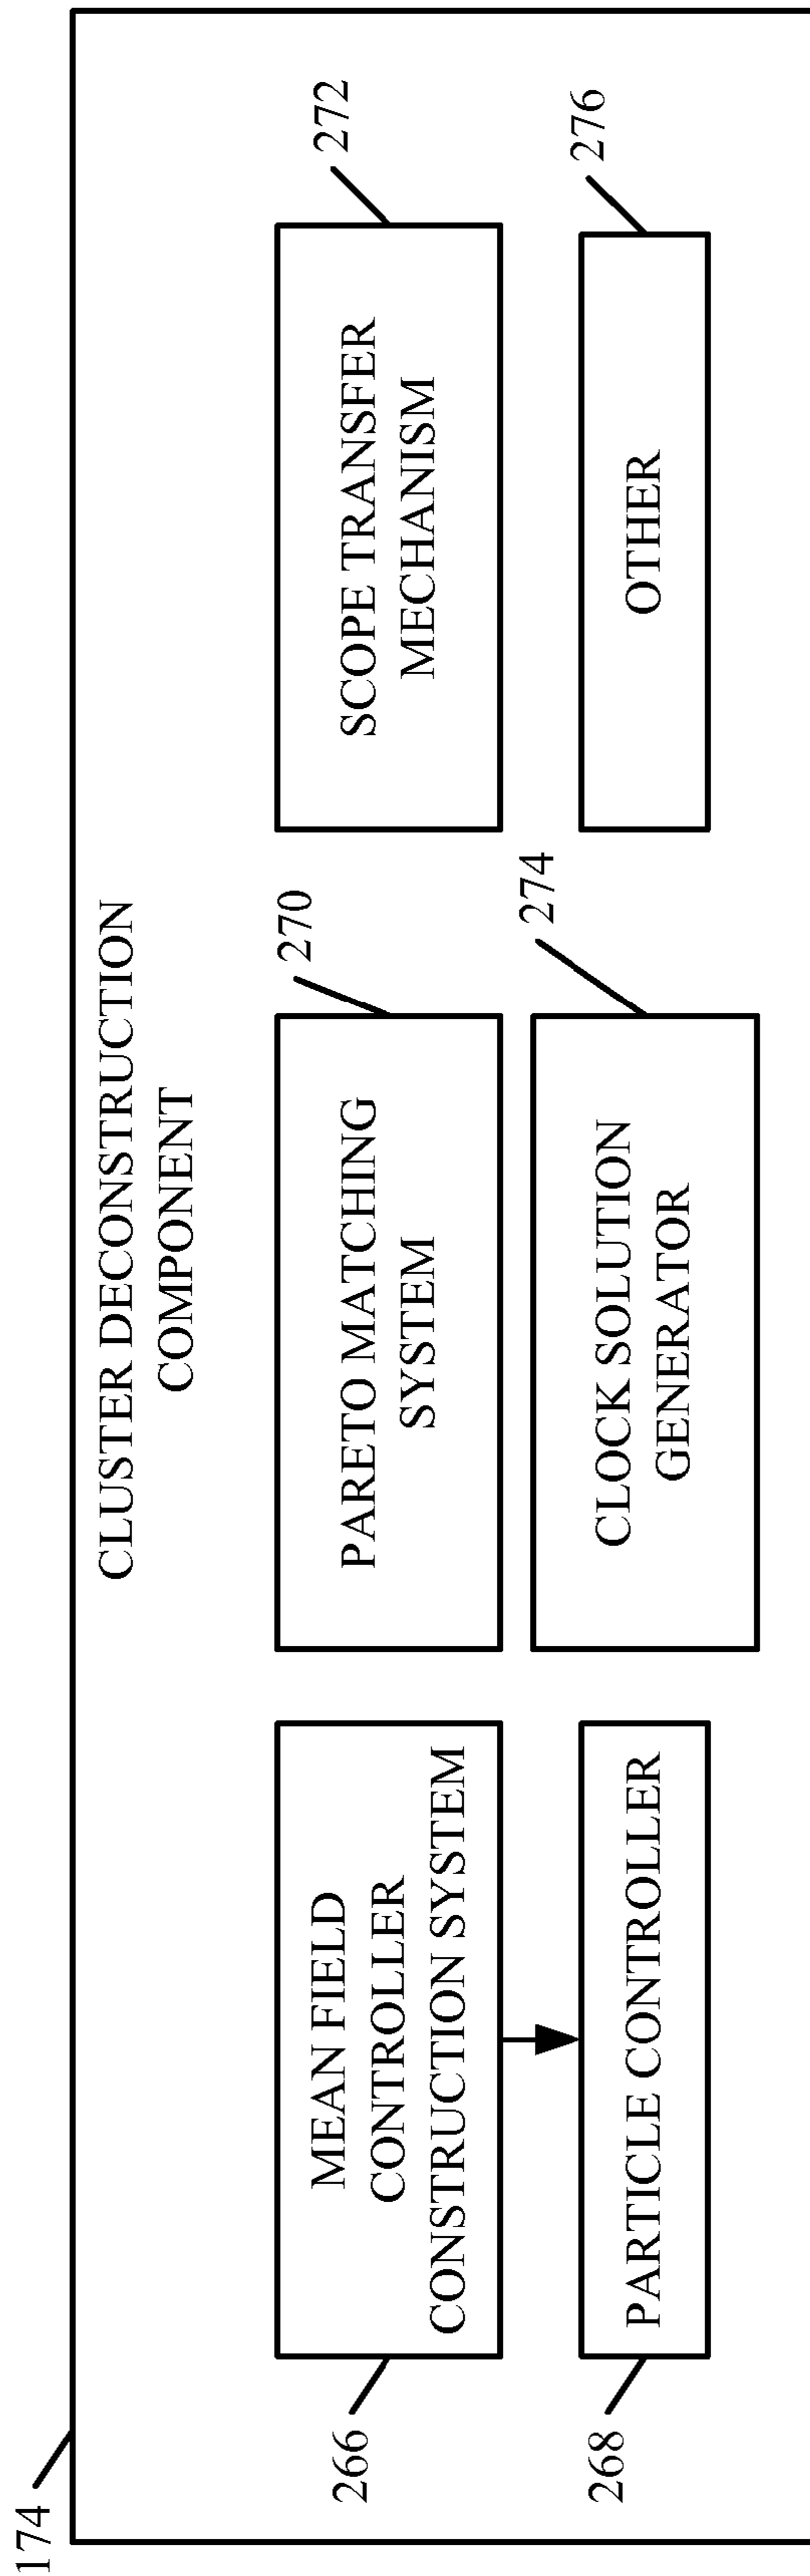 174
CLUSTER DECONSTRUCTION
COMPONENT
266
MEAN FIELD
CONTROLLER
CONSTRUCTION SYSTEM
270
PARETO MATCHING
SYSTEM
272
SCOPE TRANSFER
MECHANISM
268
PARTICLE CONTROLLER
274
CLOCK SOLUTION
GENERATOR
276
OTHER